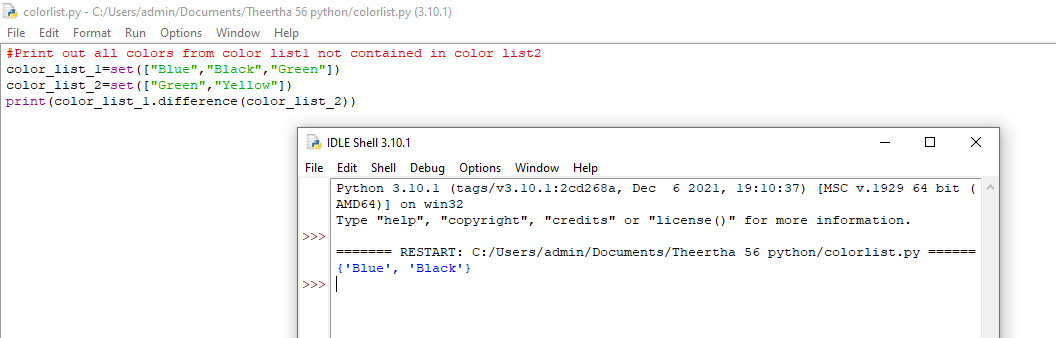 colorlist.py - C:/Users/admin/Documents/Theertha 56 python/colorlist.py (3.10.1)
File Edit Format Run Options Window Help
#Print out all colors from color list1 not contained in color list2
color_list_1=set(["Blue","Black","Green"])
color_list_2=set(["Green","Yellow"])
print(color_list_1.difference(color_list_2))
IDLE Shell 3.10.1
File Edit Shell Debug Options Window Help
Python 3.10.1 (tags/v3.10.1:2cd268a, Dec  6 2021, 19:10:37) [MSC v.1929 64 bit (
AMD64)] on win32
Type "help", "copyright", "credits" or "license()" for more information.
>>>
======= RESTART: C:/Users/admin/Documents/Theertha 56 python/colorlist.py ======
{'Blue', 'Black'}
>>>